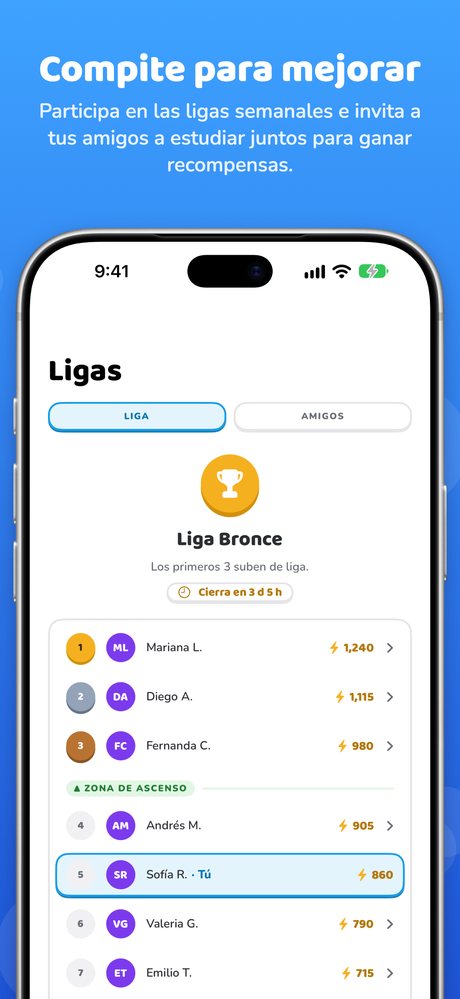 Compite para mejorar
Participa en las ligas semanales e invita a
tus amigos a estudiar juntos para ganar
recompensas.
9:41
Ligas
LIGA
AMIGOS
Liga Bronce
Los primeros 3 suben de liga.
Cierra en 3 d 5 h
1 ML Mariana L. 1,240
2 DA Diego A. 1,115
3 FC Fernanda C. 980
ZONA DE ASCENSO
4 AM Andrés M. 905
5 SR Sofía R. · Tú 860
6 VG Valeria G. 790
7 ET Emilio T. 715